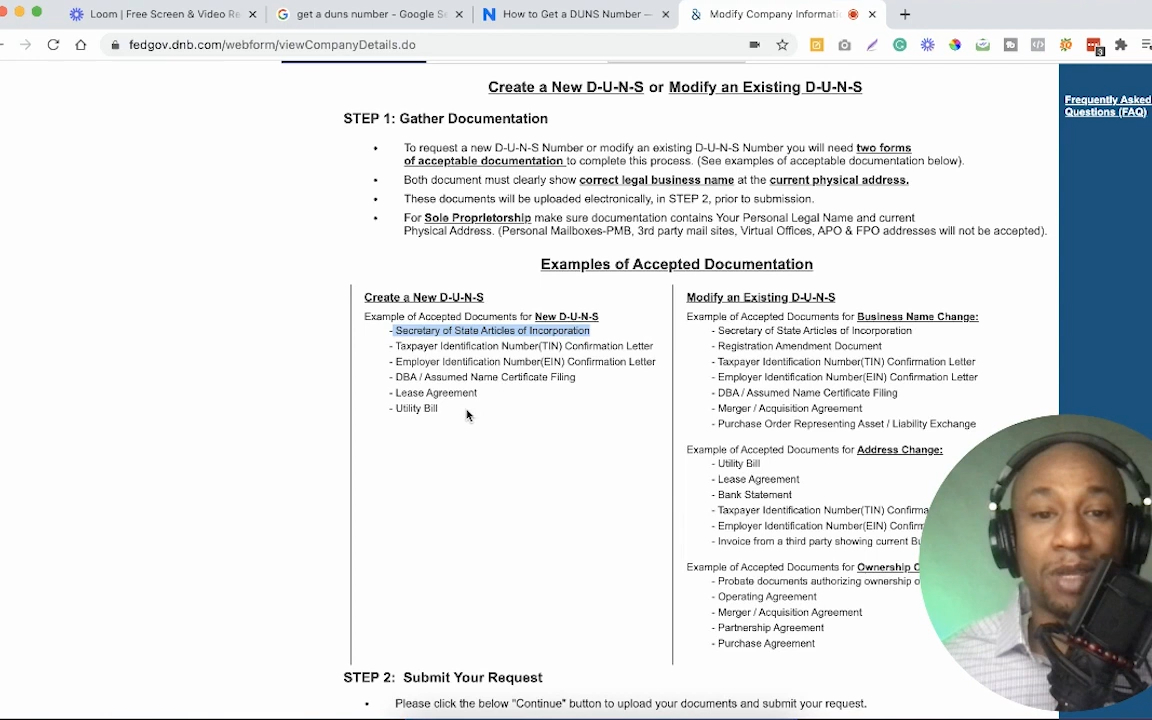 Loom | Free Screen & Video Re
get a duns number - Google Se
How to Get a DUNS Number —
Modify Company Informati
fedgov.dnb.com/webform/viewCompanyDetails.do
3
Create a New D-U-N-S or Modify an Existing D-U-N-S
Frequently Asked
Questions (FAQ)
STEP 1: Gather Documentation
• To request a new D-U-N-S Number or modify an existing D-U-N-S Number you will need two forms
of acceptable documentation to complete this process. (See examples of acceptable documentation below).
• Both document must clearly show correct legal business name at the current physical address.
• These documents will be uploaded electronically, in STEP 2, prior to submission.
• For Sole Proprietorship make sure documentation contains Your Personal Legal Name and current
Physical Address. (Personal Mailboxes-PMB, 3rd party mail sites, Virtual Offices, APO & FPO addresses will not be accepted).
Examples of Accepted Documentation
Create a New D-U-N-S
Example of Accepted Documents for New D-U-N-S
- Secretary of State Articles of Incorporation
- Taxpayer Identification Number(TIN) Confirmation Letter
- Employer Identification Number(EIN) Confirmation Letter
- DBA / Assumed Name Certificate Filing
- Lease Agreement
- Utility Bill
Modify an Existing D-U-N-S
Example of Accepted Documents for Business Name Change:
- Secretary of State Articles of Incorporation
- Registration Amendment Document
- Taxpayer Identification Number(TIN) Confirmation Letter
- Employer Identification Number(EIN) Confirmation Letter
- DBA / Assumed Name Certificate Filing
- Merger / Acquisition Agreement
- Purchase Order Representing Asset / Liability Exchange
Example of Accepted Documents for Address Change:
- Utility Bill
- Lease Agreement
- Bank Statement
- Taxpayer Identification Number(TIN) Confirma
- Employer Identification Number(EIN) Confirm
- Invoice from a third party showing current Bu
Example of Accepted Documents for Ownership C
- Probate documents authorizing ownership o
- Operating Agreement
- Merger / Acquisition Agreement
- Partnership Agreement
- Purchase Agreement
STEP 2: Submit Your Request
• Please click the below "Continue" button to upload your documents and submit your request.